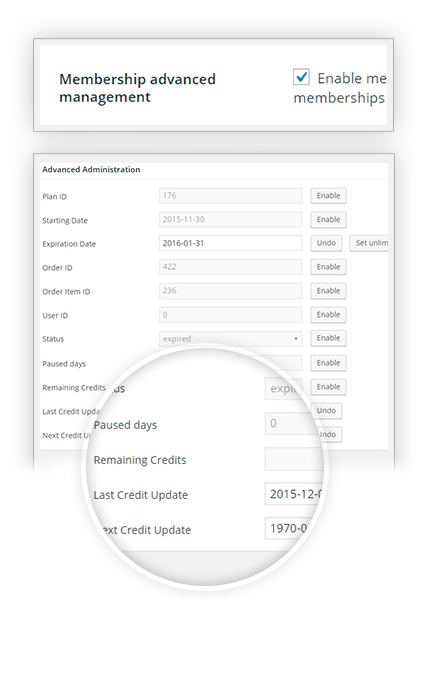 Membership advanced Enable me
management memberships
Advanced Administration
Plan ID 176 Enable
Starting Date 2015-11-30 Enable
Expiration Date 2016-01-31 Undo Set unlim
Order ID 422 Enable
Order Item ID 236 Enable
User ID 0 Enable
Status expired Enable
Paused days Enable
Remaining Credits Enable
Last Credit Upda Undo
Next Credit U ndo
us expir
Paused days 0
Remaining Credits
Last Credit Update 2015-12-0
ext Credit Update 1970-0